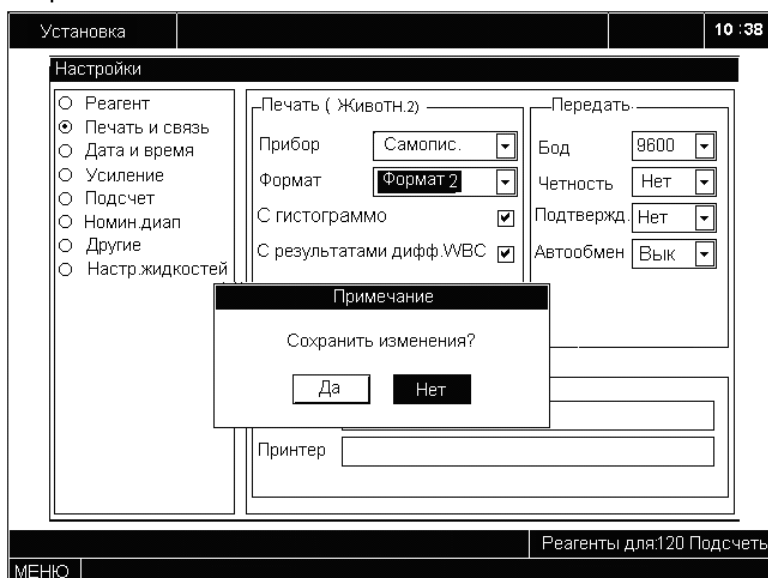 Установка 10:38
Настройки
Реагент
Печать и связь
Дата и время
Усиление
Подсчет
Номин.диап
Другие
Настр.жидкостей
Печать ( Животн.2)
Прибор Самопис.
Формат Формат 2
С гистограммо
С результатами дифф.WBC
Передать
Бод 9600
Четность Нет
Подтвержд. Нет
Автообмен Вык
Примечание
Сохранить изменения?
Да Нет
Принтер
Реагенты для:120 Подсчеть
МЕНЮ